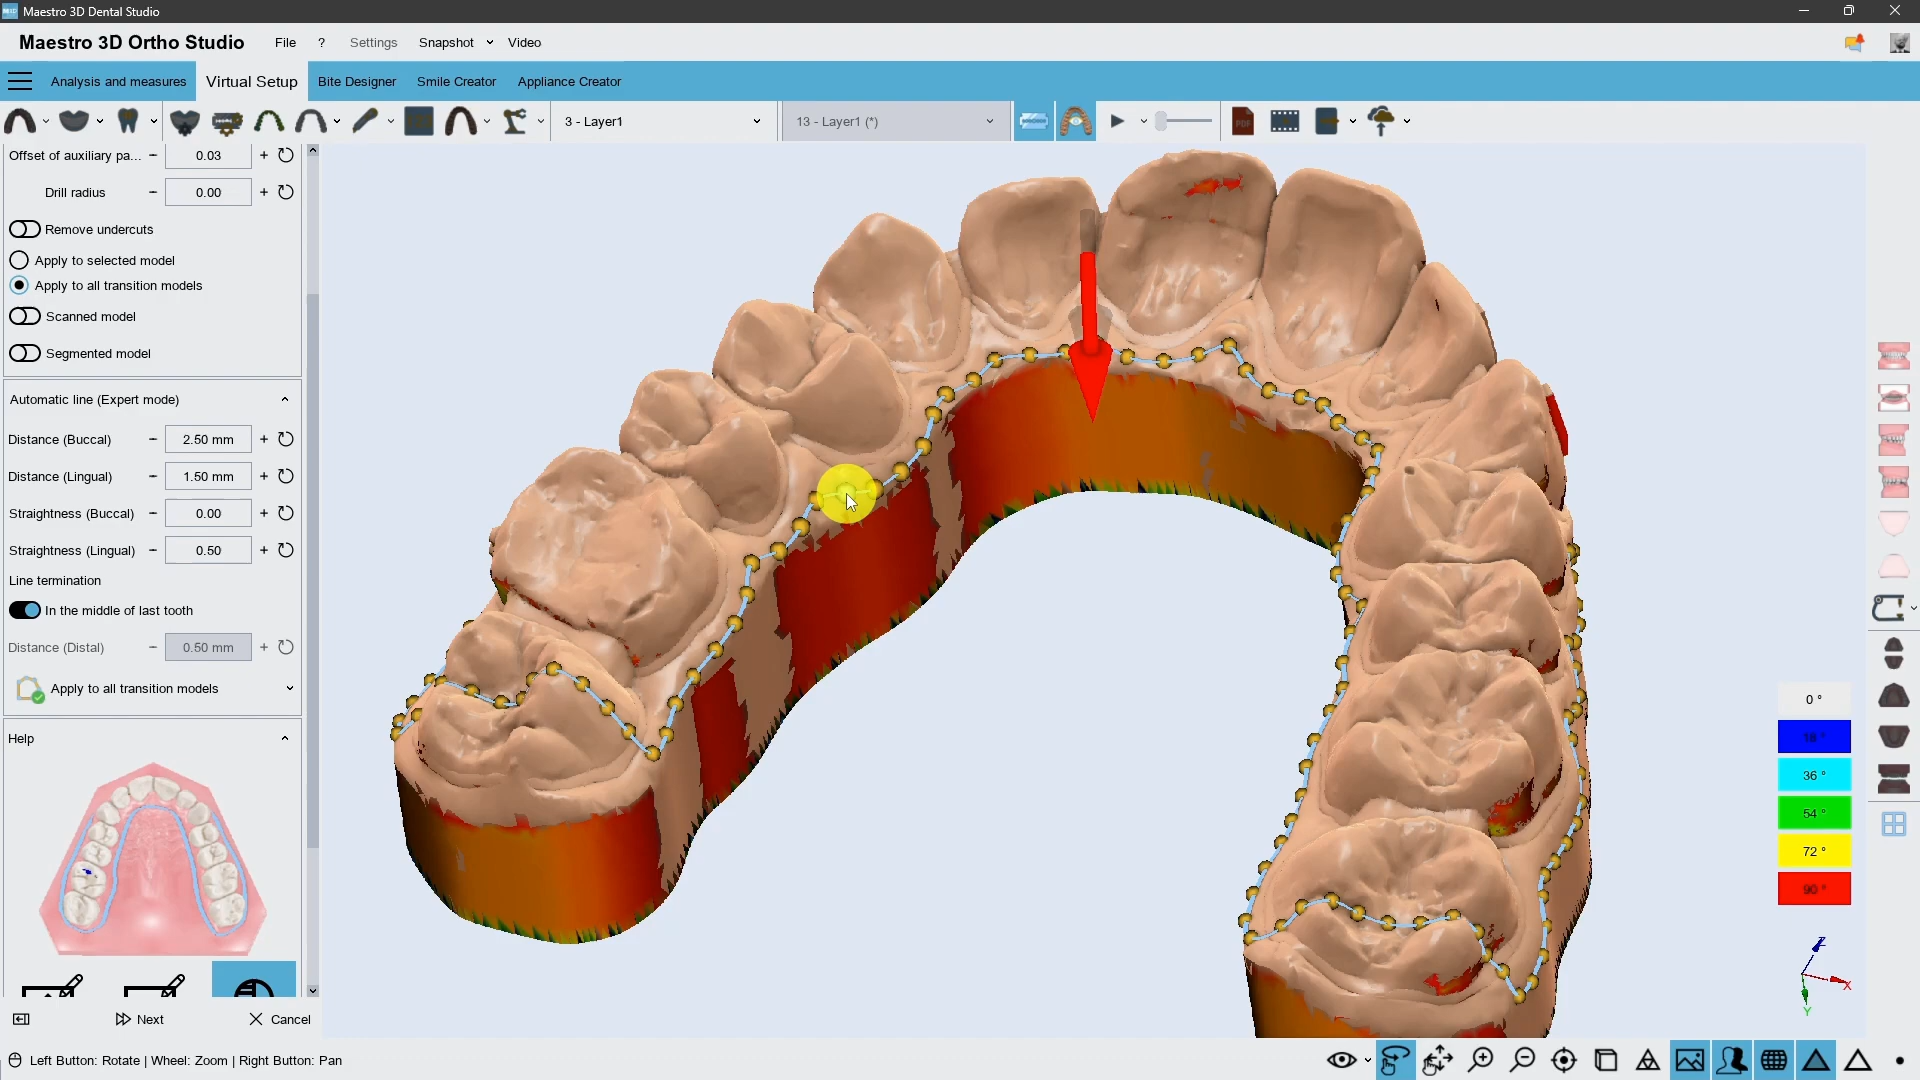 Maestro 3D Dental Studio
Maestro 3D Ortho Studio
File ? Settings Snapshot Video
Analysis and measures Virtual Setup Bite Designer Smile Creator Appliance Creator
3 - Layer1
13 - Layer1 (*)
PDF
Offset of auxiliary pa... - 0.03 +
Drill radius - 0.00 +
Remove undercuts
Apply to selected model
Apply to all transition models
Scanned model
Segmented model
Automatic line (Expert mode)
Distance (Buccal) - 2.50 mm +
Distance (Lingual) - 1.50 mm +
Straightness (Buccal) - 0.00 +
Straightness (Lingual) - 0.50 +
Line termination
In the middle of last tooth
Distance (Distal) - 0.50 mm +
Apply to all transition models
Help
Next
Cancel
0 °
18 °
36 °
54 °
72 °
90 °
Z
X
Y
Left Button: Rotate | Wheel: Zoom | Right Button: Pan